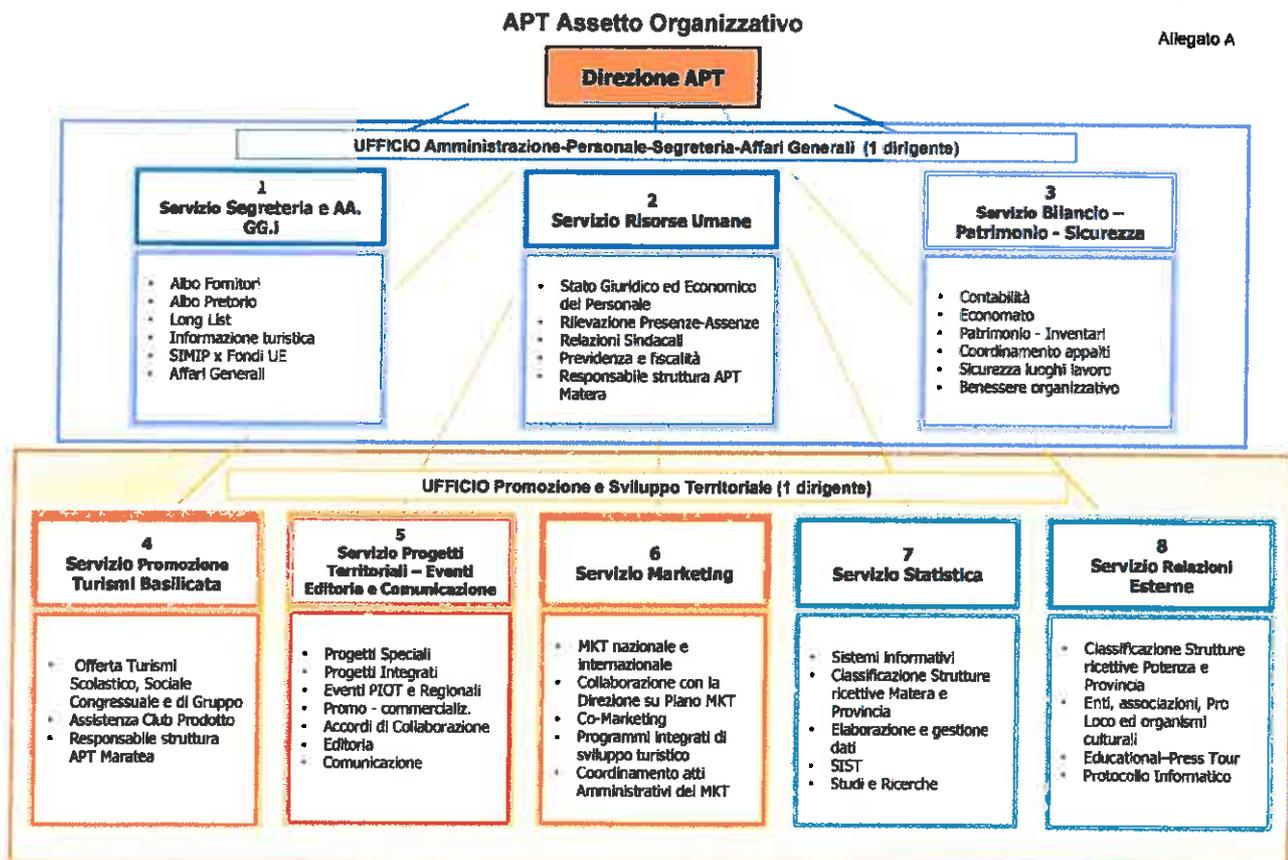 APT Assetto Organizzativo
Allegato A
Direzione APT
UFFICIO Amministrazione-Personale-Segreteria-Affari Generali (1 dirigente)
1
Servizio Segreteria e AA.
GG.i
• Albo Fornitori
• Albo Pretorio
• Long List
• Informazione turistica
• SIMIP x Fondi UE
• Affari Generali
2
Servizio Risorse Umane
• Stato Giuridico ed Economico
del Personale
• Rilevazione Presenze-Assenze
• Relazioni Sindacali
• Previdenza e fiscalità
• Responsabile struttura APT
Matera
3
Servizio Bilancio –
Patrimonio - Sicurezza
• Contabilità
• Economato
• Patrimonio - Inventari
• Coordinamento appalti
• Sicurezza luoghi lavoro
• Benessere organizzativo
UFFICIO Promozione e Sviluppo Territoriale (1 dirigente)
4
Servizio Promozione
Turismi Basilicata
• Offerta Turismi
Scolastico, Sociale
Congressuale e di Gruppo
• Assistenza Club Prodotto
• Responsabile struttura
APT Maratea
5
Servizio Progetti
Territoriali – Eventi
Editoria e Comunicazione
• Progetti Speciali
• Progetti Integrati
• Eventi PIOT e Regionali
• Promo - commercializ.
• Accordi di Collaborazione
• Editoria
• Comunicazione
6
Servizio Marketing
• MKT nazionale e
internazionale
• Collaborazione con la
Direzione su Piano MKT
• Co-Marketing
• Programmi integrati di
sviluppo turistico
• Coordinamento atti
Amministrativi del MKT
7
Servizio Statistica
• Sistemi informativi
• Classificazione Strutture
ricettive Matera e
Provincia
• Elaborazione e gestione
dati
• SIST
• Studi e Ricerche
8
Servizio Relazioni
Esterne
• Classificazione Strutture
ricettive Potenza e
Provincia
• Enti, associazioni, Pro
Loco ed organismi
culturali
• Educational–Press Tour
• Protocollo Informatico